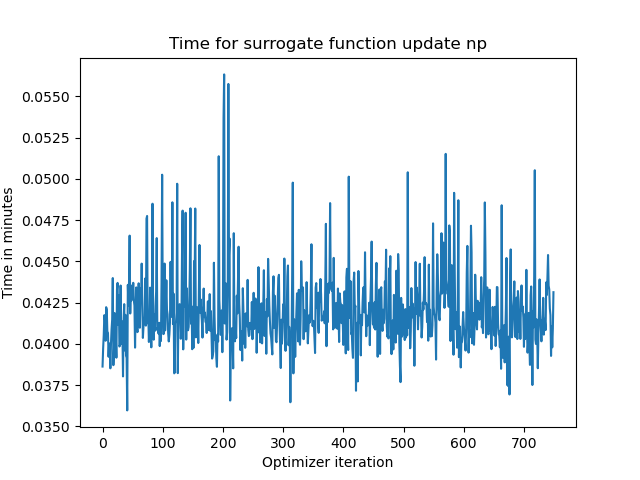 Time for surrogate function update np
Time in minutes
0.0550
0.0525
0.0500
0.0475
0.0450
0.0425
0.0400
0.0375
0.0350
0 100 200 300 400 500 600 700
Optimizer iteration